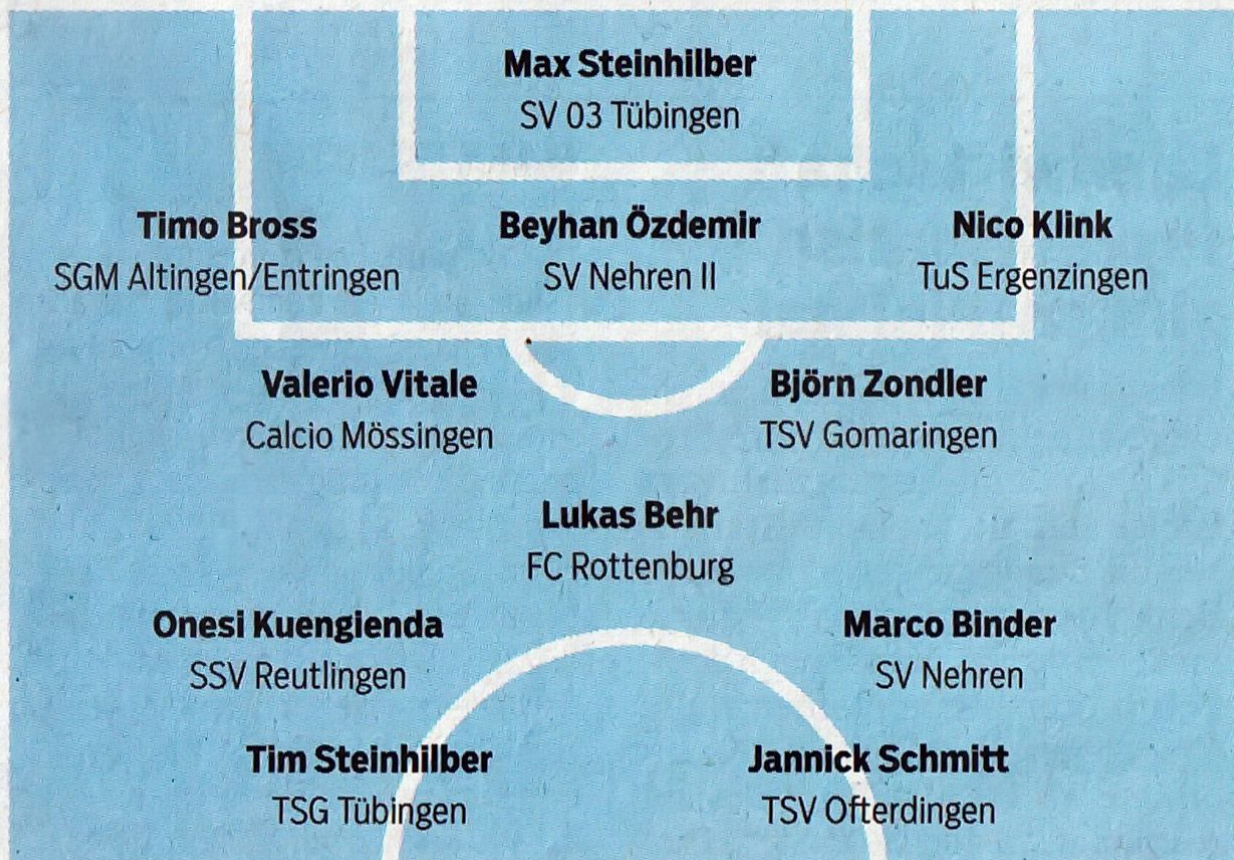 Max Steinhilber
SV 03 Tübingen
Timo Bross
SGM Altingen/Entringen
Beyhan Özdemir
SV Nehren II
Nico Klink
TuS Ergenzingen
Valerio Vitale
Calcio Mössingen
Björn Zondler
TSV Gomaringen
Lukas Behr
FC Rottenburg
Onesi Kuengienda
SSV Reutlingen
Marco Binder
SV Nehren
Tim Steinhilber
TSG Tübingen
Jannick Schmitt
TSV Ofterdingen